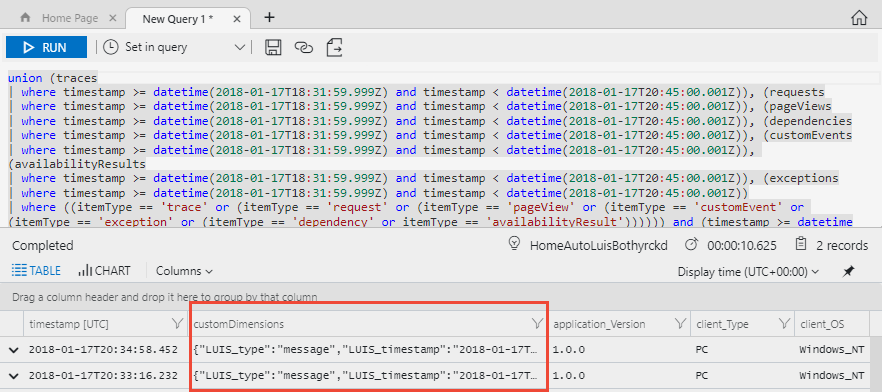 Home Page
New Query 1 *
RUN
Set in query
union (traces
| where timestamp >= datetime(2018-01-17T18:31:59.999Z) and timestamp < datetime(2018-01-17T20:45:00.001Z)), (requests
| where timestamp >= datetime(2018-01-17T18:31:59.999Z) and timestamp < datetime(2018-01-17T20:45:00.001Z)), (pageViews
| where timestamp >= datetime(2018-01-17T18:31:59.999Z) and timestamp < datetime(2018-01-17T20:45:00.001Z)), (dependencies
| where timestamp >= datetime(2018-01-17T18:31:59.999Z) and timestamp < datetime(2018-01-17T20:45:00.001Z)), (customEvents
| where timestamp >= datetime(2018-01-17T18:31:59.999Z) and timestamp < datetime(2018-01-17T20:45:00.001Z)),
(availabilityResults
| where timestamp >= datetime(2018-01-17T18:31:59.999Z) and timestamp < datetime(2018-01-17T20:45:00.001Z)), (exceptions
| where timestamp >= datetime(2018-01-17T18:31:59.999Z) and timestamp < datetime(2018-01-17T20:45:00.001Z))
| where ((itemType == 'trace' or (itemType == 'request' or (itemType == 'pageView' or (itemType == 'customEvent' or
(itemType == 'exception' or (itemType == 'dependency' or itemType == 'availabilityResult')))))) and (timestamp >= datetime
Completed
HomeAutoLuisBothyrckd
00:00:10.625
2 records
TABLE
CHART
Columns
Display time (UTC+00:00)
Drag a column header and drop it here to group by that column
timestamp [UTC]
customDimensions
application_Version
client_Type
client_OS
2018-01-17T20:34:58.452 {"LUIS_type":"message","LUIS_timestamp":"2018-01-17T... 1.0.0 PC Windows_NT
2018-01-17T20:33:16.232 {"LUIS_type":"message","LUIS_timestamp":"2018-01-17T... 1.0.0 PC Windows_NT